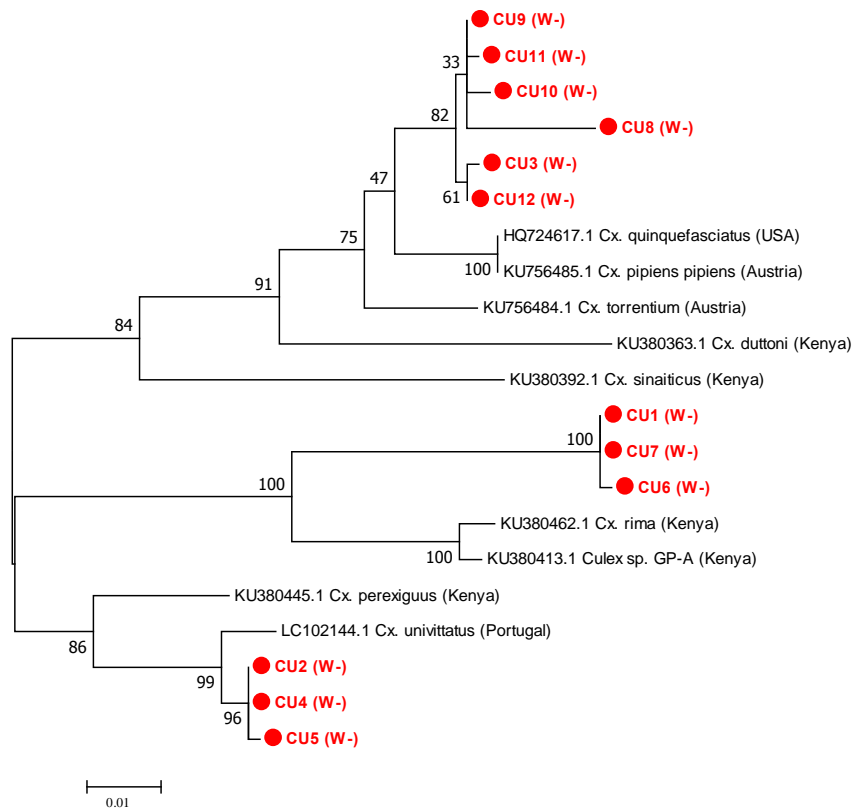 CU9 (W-)
CU11 (W-)
33
CU10 (W-)
82
CU8 (W-)
CU3 (W-)
47
61
CU12 (W-)
HQ724617.1 Cx. quinquefasciatus (USA)
75
100
KU756485.1 Cx. pipiens pipiens (Austria)
91
KU756484.1 Cx. torrentium (Austria)
84
KU380363.1 Cx. duttoni (Kenya)
KU380392.1 Cx. sinaiticus (Kenya)
CU1 (W-)
100
CU7 (W-)
100
CU6 (W-)
KU380462.1 Cx. rima (Kenya)
100
KU380413.1 Culex sp. GP-A (Kenya)
KU380445.1 Cx. perexiguus (Kenya)
LC102144.1 Cx. univittatus (Portugal)
86
CU2 (W-)
99
CU4 (W-)
96
CU5 (W-)
0.01